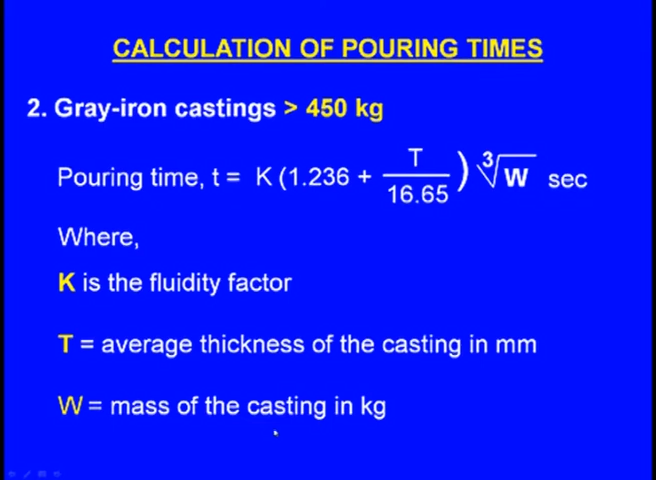 CALCULATION OF POURING TIMES
2. Gray-iron castings > 450 kg
Pouring time, t = K (1.236 + T/16.65) ∛W sec
Where,
K is the fluidity factor
T = average thickness of the casting in mm
W = mass of the casting in kg